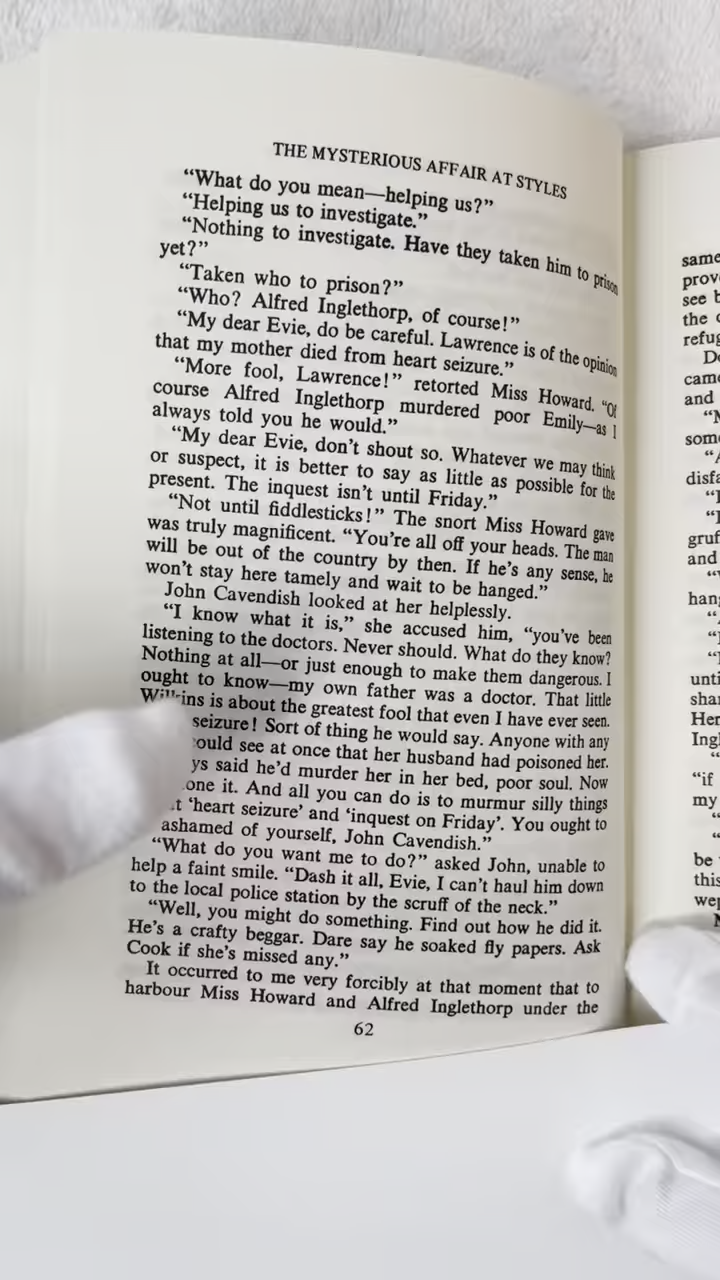 THE MYSTERIOUS AFFAIR AT STYLES
“What do you mean—helping us?”
“Helping us to investigate.”
“Nothing to investigate. Have they taken him to prison
yet?”
“Taken who to prison?”
“Who? Alfred Inglethorp, of course!”
“My dear Evie, do be careful. Lawrence is of the opinion
that my mother died from heart seizure.”
“More fool, Lawrence!” retorted Miss Howard. “Of
course Alfred Inglethorp murdered poor Emily—as I
always told you he would.”
“My dear Evie, don’t shout so. Whatever we may think
or suspect, it is better to say as little as possible for the
present. The inquest isn’t until Friday.”
“Not until fiddlesticks!” The snort Miss Howard gave
was truly magnificent. “You’re all off your heads. The man
will be out of the country by then. If he’s any sense, he
won’t stay here tamely and wait to be hanged.”
John Cavendish looked at her helplessly.
“I know what it is,” she accused him, “you’ve been
listening to the doctors. Never should. What do they know?
Nothing at all—or just enough to make them dangerous. I
ought to know—my own father was a doctor. That little
Wilkins is about the greatest fool that even I have ever seen.
seizure! Sort of thing he would say. Anyone with any
could see at once that her husband had poisoned her.
said he’d murder her in her bed, poor soul. Now
it. And all you can do is to murmur silly things
‘heart seizure’ and ‘inquest on Friday’. You ought to
ashamed of yourself, John Cavendish.”
“What do you want me to do?” asked John, unable to
help a faint smile. “Dash it all, Evie, I can’t haul him down
to the local police station by the scruff of the neck.”
“Well, you might do something. Find out how he did it.
He’s a crafty beggar. Dare say he soaked fly papers. Ask
Cook if she’s missed any.”
It occurred to me very forcibly at that moment that to
harbour Miss Howard and Alfred Inglethorp under the
62
same
see
the
came
and
and
“if
my
be